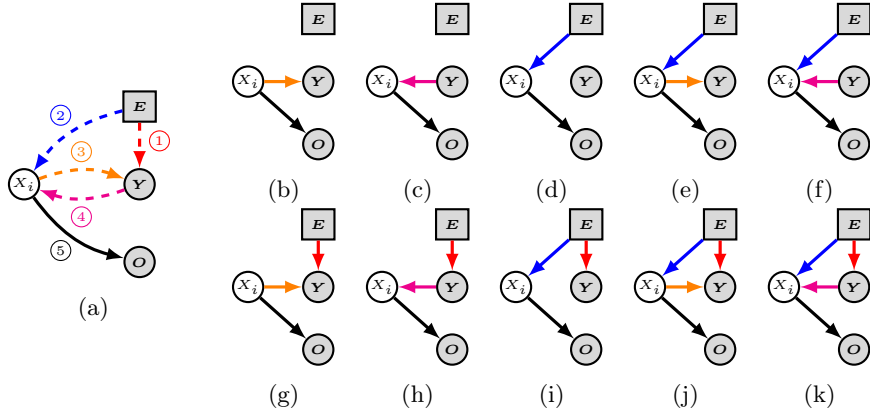 E E E E E
E
② ①
X_i Y X_i Y X_i Y X_i Y X_i Y
③
X_i Y
④
O O O O O
(b) (c) (d) (e) (f)
E E E E E
⑤
O
X_i Y X_i Y X_i Y X_i Y X_i Y
(a)
O O O O O
(g) (h) (i) (j) (k)